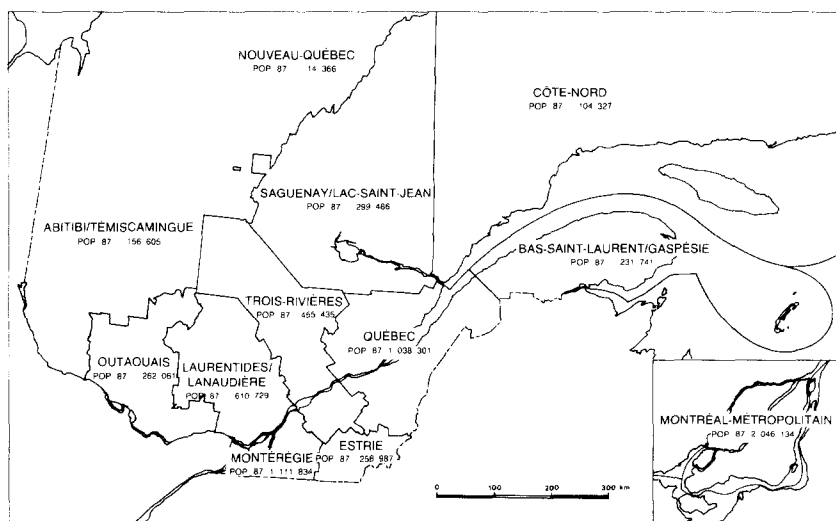 NOUVEAU-QUÉBEC
POP 87 14 366
CÔTE-NORD
POP 87 104 327
SAGUENAY/LAC-SAINT-JEAN
POP 87 299 486
ABITIBI/TÉMISCAMINGUE
POP 87 156 605
BAS-SAINT-LAURENT/GASPÉSIE
POP 87 231 741
TROIS-RIVIÈRES
POP 87 455 435
QUÉBEC
POP 87 1 038 301
OUTAOUAIS
POP 87 262 061
LAURENTIDES/
LANAUDIÈRE
POP 87 610 729
MONTRÉAL-MÉTROPOLITAIN
POP 87 2 046 134
ESTRIE
POP 87 258 987
MONTÉRÉGIE
POP 87 1 111 834
0 100 200 300 km